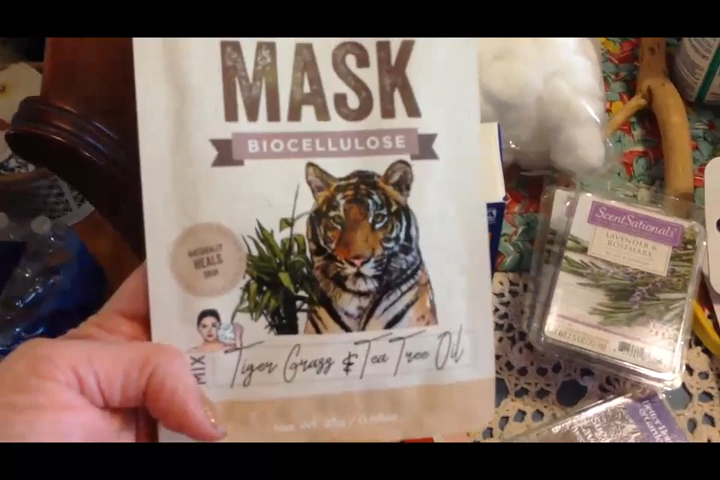 MASK
BIOCELLULOSE
NATURALLY
HEALS
SKIN
MIX
Tiger Grass & Tea Tree Oil
ScentSationals
LAVENDER &
ROSEMARY